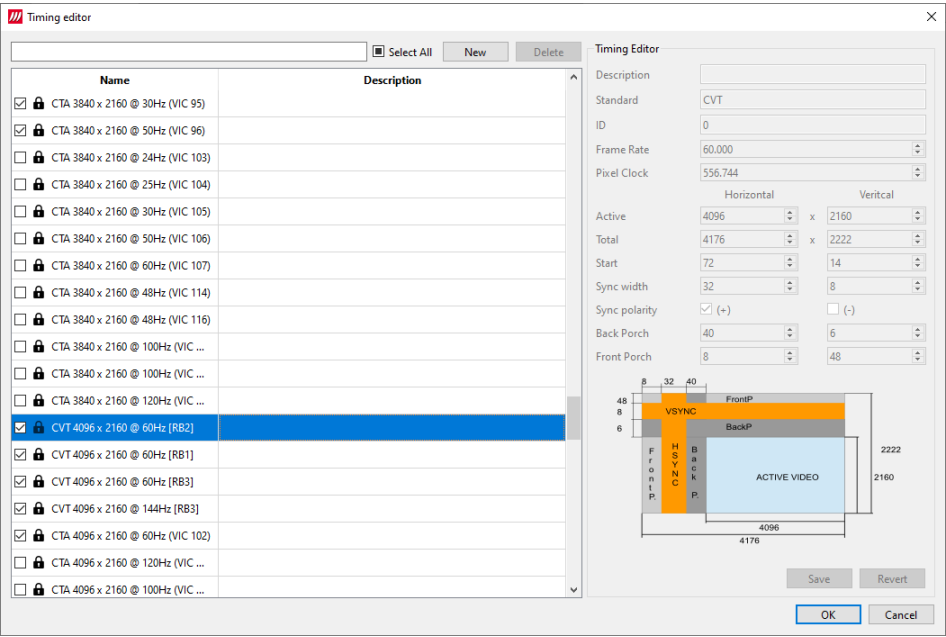 Timing editor
Select All New Delete
Name Description
CTA 3840 x 2160 @ 30Hz (VIC 95)
CTA 3840 x 2160 @ 50Hz (VIC 96)
CTA 3840 x 2160 @ 24Hz (VIC 103)
CTA 3840 x 2160 @ 25Hz (VIC 104)
CTA 3840 x 2160 @ 30Hz (VIC 105)
CTA 3840 x 2160 @ 50Hz (VIC 106)
CTA 3840 x 2160 @ 60Hz (VIC 107)
CTA 3840 x 2160 @ 48Hz (VIC 114)
CTA 3840 x 2160 @ 48Hz (VIC 116)
CTA 3840 x 2160 @ 100Hz (VIC ...
CTA 3840 x 2160 @ 100Hz (VIC ...
CTA 3840 x 2160 @ 120Hz (VIC ...
CVT 4096 x 2160 @ 60Hz [RB2]
CVT 4096 x 2160 @ 60Hz [RB1]
CVT 4096 x 2160 @ 60Hz [RB3]
CVT 4096 x 2160 @ 144Hz [RB3]
CTA 4096 x 2160 @ 60Hz (VIC 102)
CTA 4096 x 2160 @ 120Hz (VIC ...
CTA 4096 x 2160 @ 100Hz (VIC ...
Timing Editor
Description
Standard CVT
ID 0
Frame Rate 60.000
Pixel Clock 556.744
Horizontal Veritcal
Active 4096 x 2160
Total 4176 x 2222
Start 72 14
Sync width 32 8
Sync polarity (+) (-)
Back Porch 40 6
Front Porch 8 48
8 32 40
48 FrontP
8 VSYNC
6 BackP
Front P.
HSYNC
Back P.
ACTIVE VIDEO
2222
2160
4096
4176
Save Revert
OK Cancel